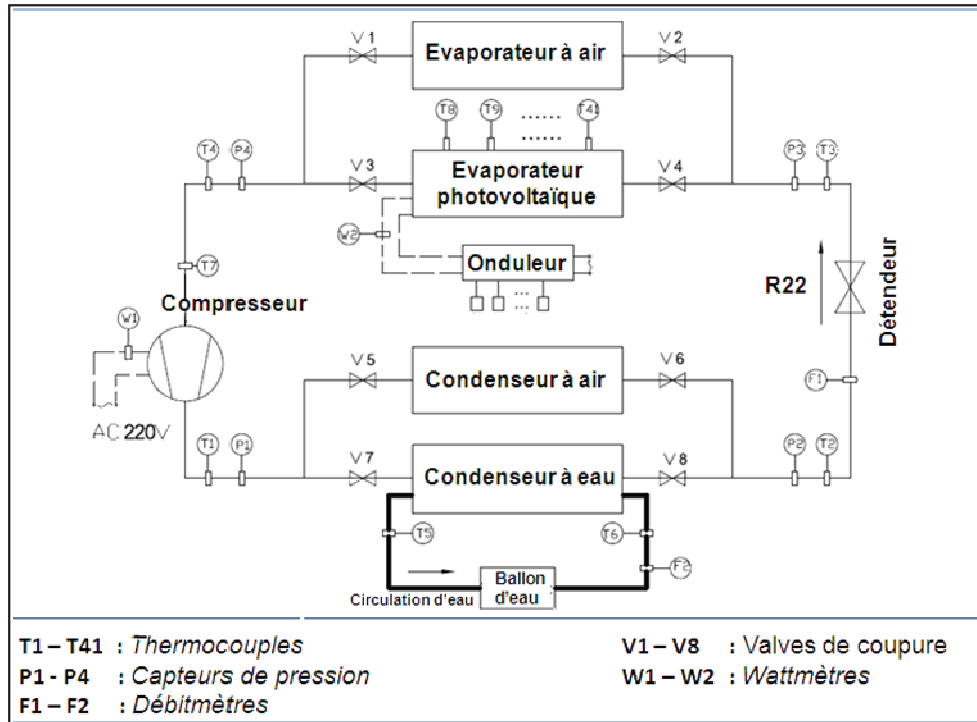 V1 Evaporateur à air V2
T8 T9 ...... T41
......
T4 P4 V3 Evaporateur photovoltaïque V4 P3 T3
W2
Onduleur
...
T7
R22
Détendeur
Compresseur
W1
AC 220V
V5 Condenseur à air V6
F1
T1 P1 V7 Condenseur à eau V8 P2 T2
T5 T6
F2
Ballon
d'eau
Circulation d'eau
T1 – T41 : Thermocouples
P1 - P4 : Capteurs de pression
F1 – F2 : Débitmètres
V1 – V8 : Valves de coupure
W1 – W2 : Wattmètres